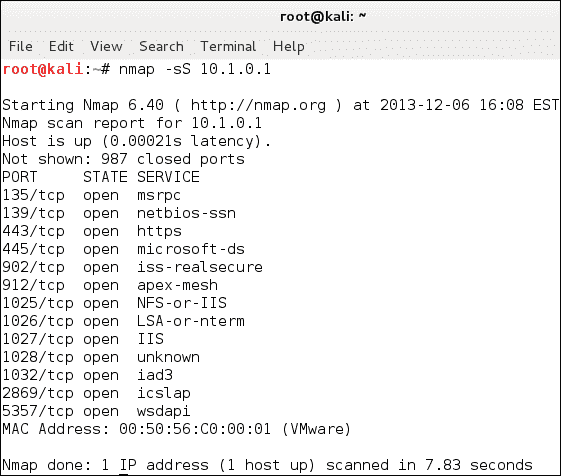 root@kali: ~
File Edit View Search Terminal Help
root@kali:~# nmap -sS 10.1.0.1
Starting Nmap 6.40 ( http://nmap.org ) at 2013-12-06 16:08 EST
Nmap scan report for 10.1.0.1
Host is up (0.00021s latency).
Not shown: 987 closed ports
PORT     STATE SERVICE
135/tcp  open  msrpc
139/tcp  open  netbios-ssn
443/tcp  open  https
445/tcp  open  microsoft-ds
902/tcp  open  iss-realsecure
912/tcp  open  apex-mesh
1025/tcp open  NFS-or-IIS
1026/tcp open  LSA-or-nterm
1027/tcp open  IIS
1028/tcp open  unknown
1032/tcp open  iad3
2869/tcp open  icslap
5357/tcp open  wsdapi
MAC Address: 00:50:56:C0:00:01 (VMware)
Nmap done: 1 IP address (1 host up) scanned in 7.83 seconds